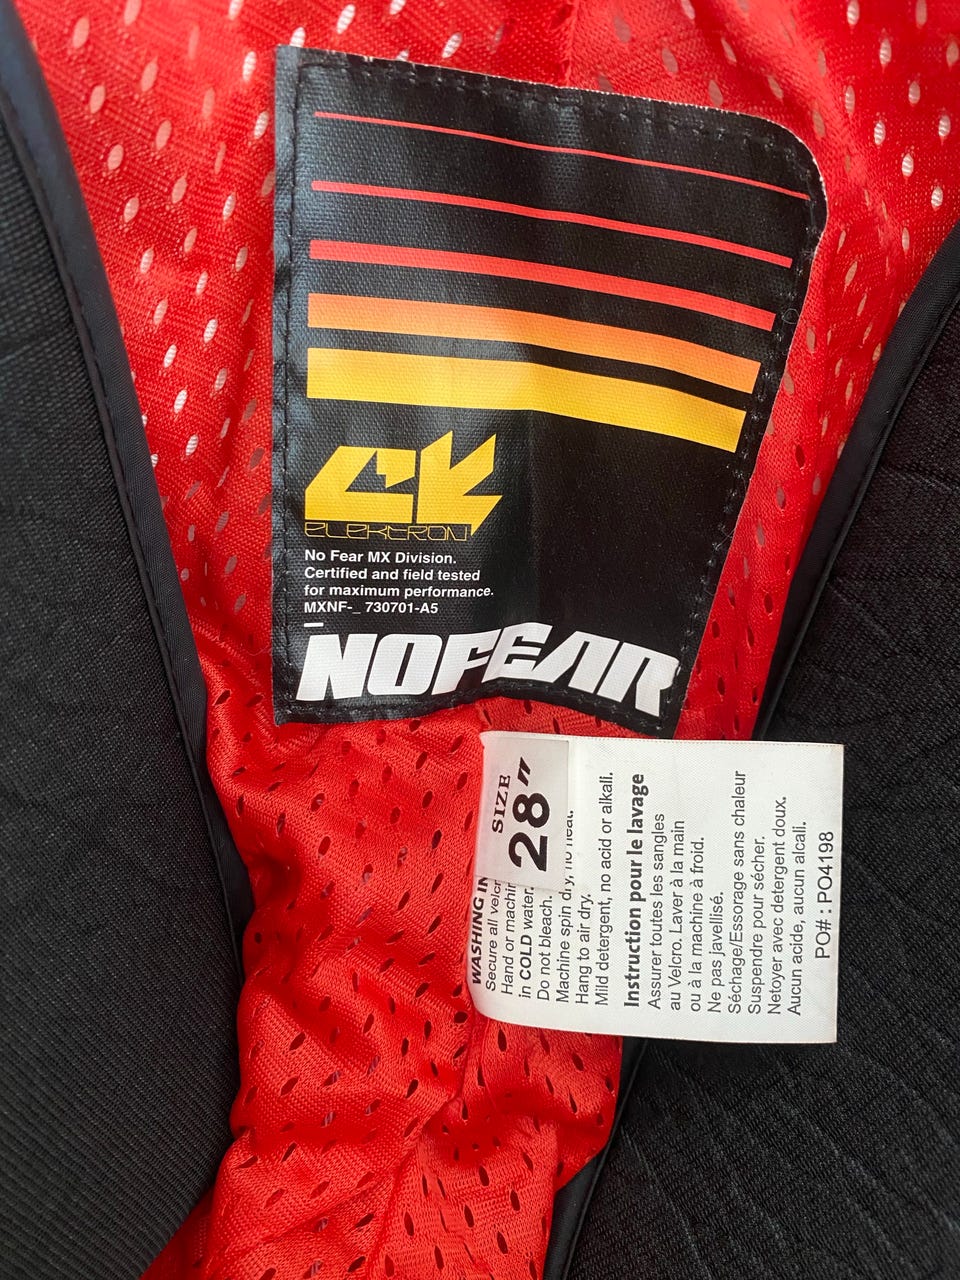 ELEKTRON
No Fear MX Division.
Certified and field tested
for maximum performance.
MXNF-_ 730701-A5
NOFEAR
SIZE
28"
WASHING IN
Secure all velcr
Hand or machin
in COLD water.
Do not bleach.
Machine spin dry, no heat.
Hang to air dry.
Mild detergent, no acid or alkali.
Instruction pour le lavage
Assurer toutes les sangles
au Velcro. Laver à la main
ou à la machine à froid.
Ne pas javellisé.
Séchage/Essorage sans chaleur
Suspendre pour sécher.
Netoyer avec detergent doux.
Aucun acide, aucun alcali.
PO# : PO4198